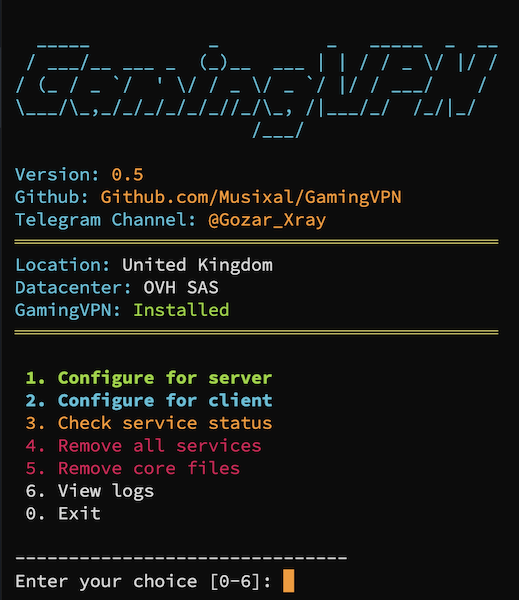 GamingVPN
Version: 0.5
Github: Github.com/Musixal/GamingVPN
Telegram Channel: @Gozar_Xray
Location: United Kingdom
Datacenter: OVH SAS
GamingVPN: Installed
1. Configure for server
2. Configure for client
3. Check service status
4. Remove all services
5. Remove core files
6. View logs
0. Exit
-------------------------------
Enter your choice [0-6]: